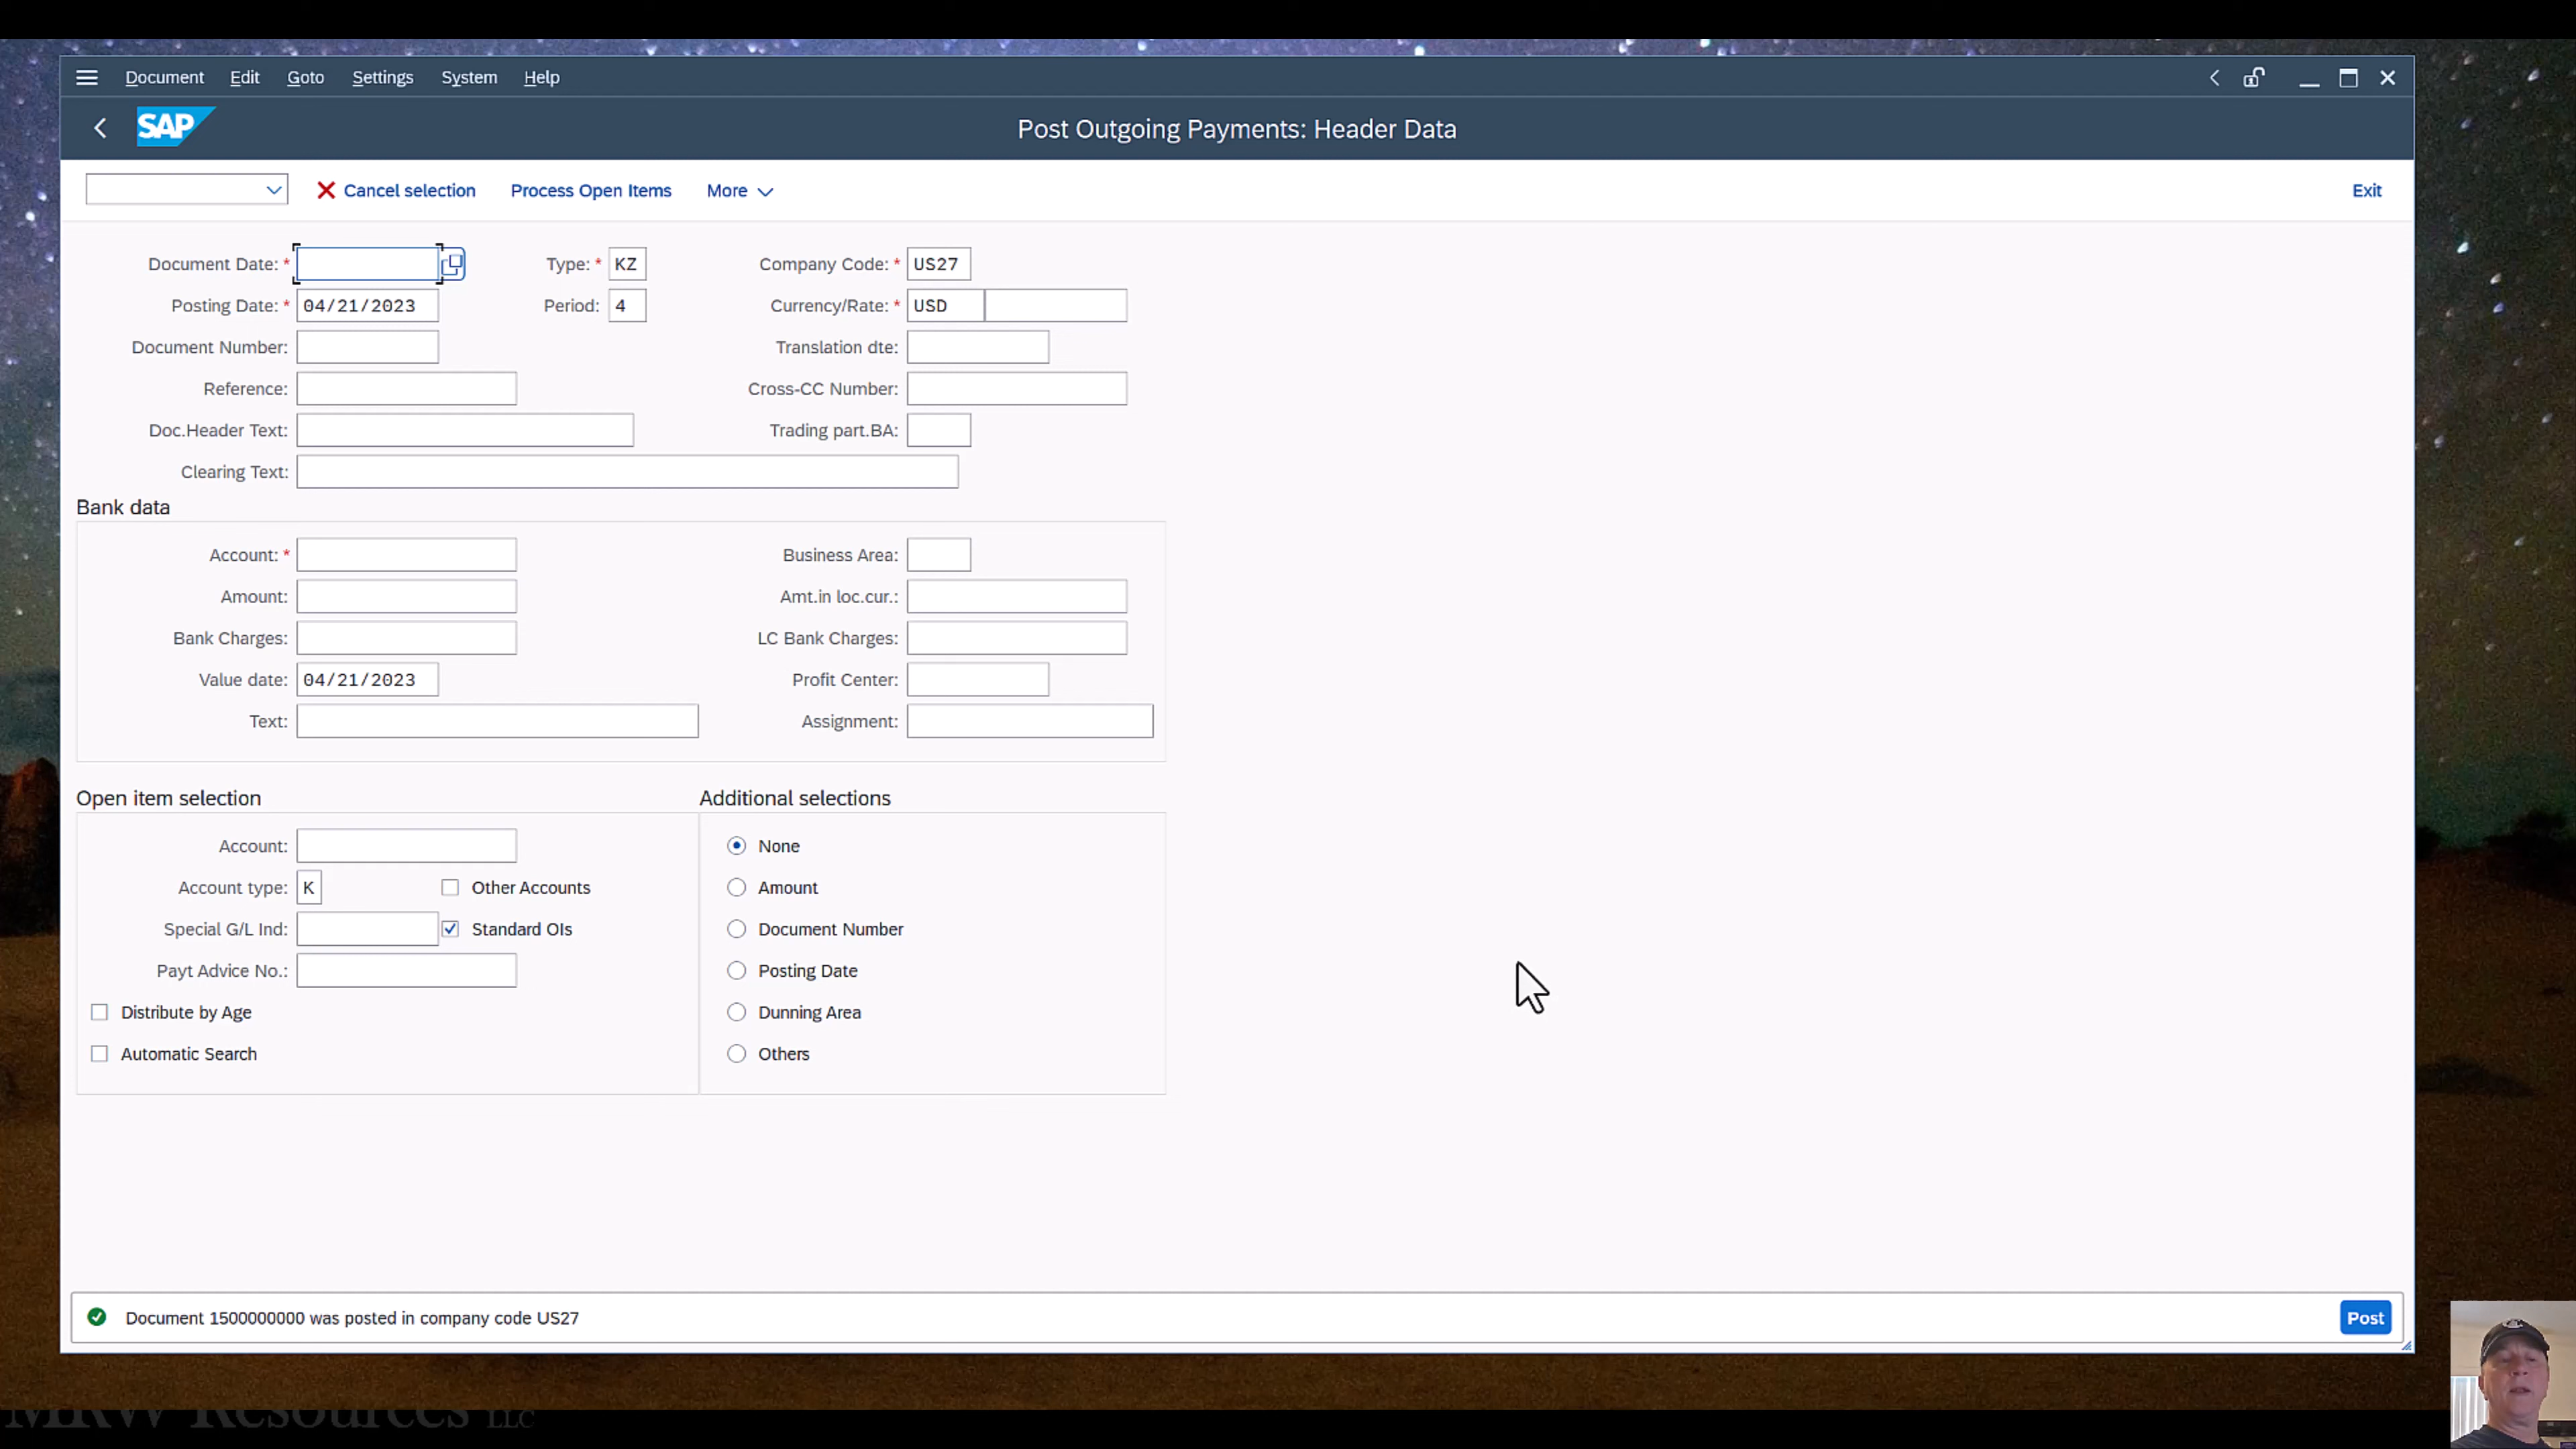 Document Edit Goto Settings System Help
SAP Post Outgoing Payments: Header Data
Cancel selection Process Open Items More Exit
Document Date: * Type: * KZ Company Code: * US27
Posting Date: * 04/21/2023 Period: 4 Currency/Rate: * USD
Document Number: Translation dte:
Reference: Cross-CC Number:
Doc.Header Text: Trading part.BA:
Clearing Text:
Bank data
Account: * Business Area:
Amount: Amt.in loc.cur.:
Bank Charges: LC Bank Charges:
Value date: 04/21/2023 Profit Center:
Text: Assignment:
Open item selection Additional selections
Account: None
Account type: K Other Accounts Amount
Special G/L Ind: Standard OIs Document Number
Payt Advice No.: Posting Date
Distribute by Age Dunning Area
Automatic Search Others
Document 1500000000 was posted in company code US27 Post
MRW Resources LLC